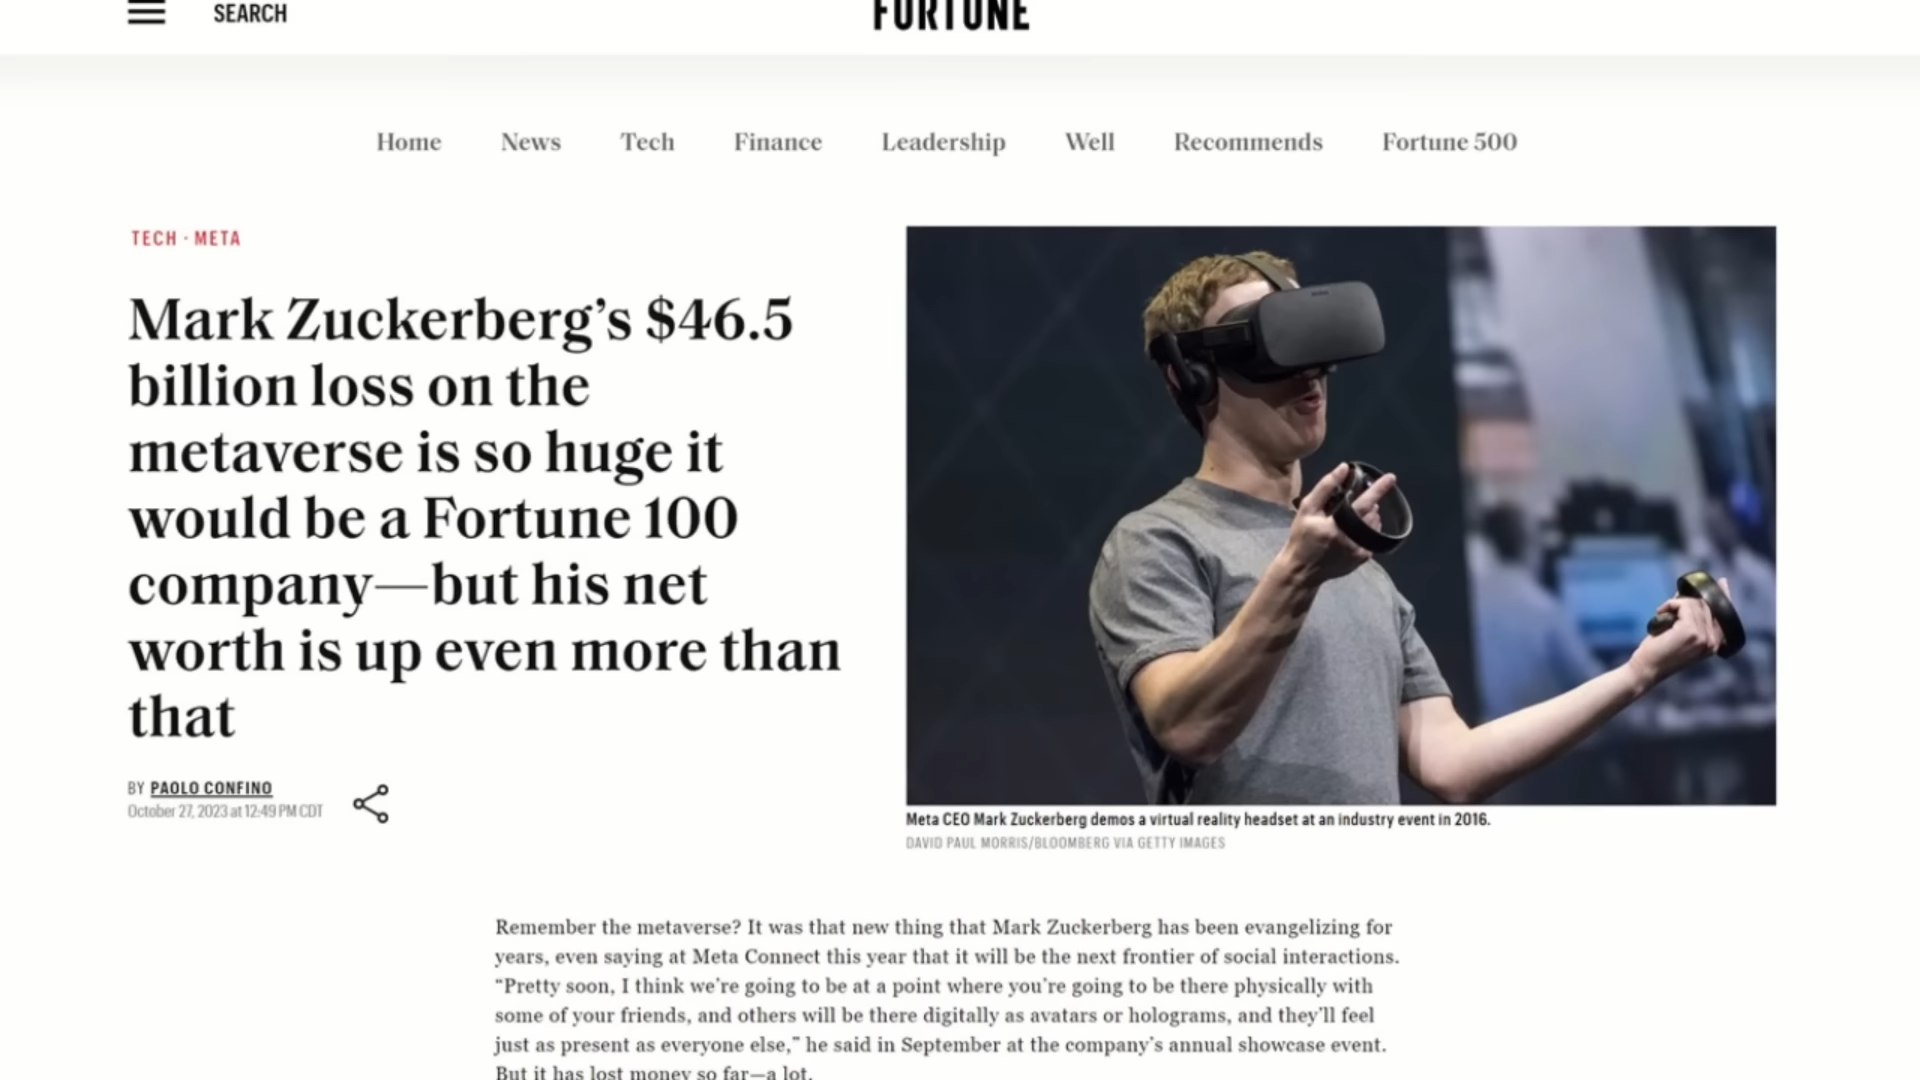 SEARCH
FORTUNE
Home News Tech Finance Leadership Well Recommends Fortune 500
TECH · META
Mark Zuckerberg’s $46.5
billion loss on the
metaverse is so huge it
would be a Fortune 100
company—but his net
worth is up even more than
that
BY PAOLO CONFINO
October 27, 2023 at 12:49 PM CDT
Meta CEO Mark Zuckerberg demos a virtual reality headset at an industry event in 2016.
DAVID PAUL MORRIS/BLOOMBERG VIA GETTY IMAGES
Remember the metaverse? It was that new thing that Mark Zuckerberg has been evangelizing for
years, even saying at Meta Connect this year that it will be the next frontier of social interactions.
“Pretty soon, I think we’re going to be at a point where you’re going to be there physically with
some of your friends, and others will be there digitally as avatars or holograms, and they’ll feel
just as present as everyone else,” he said in September at the company’s annual showcase event.
But it has lost money so far—a lot.